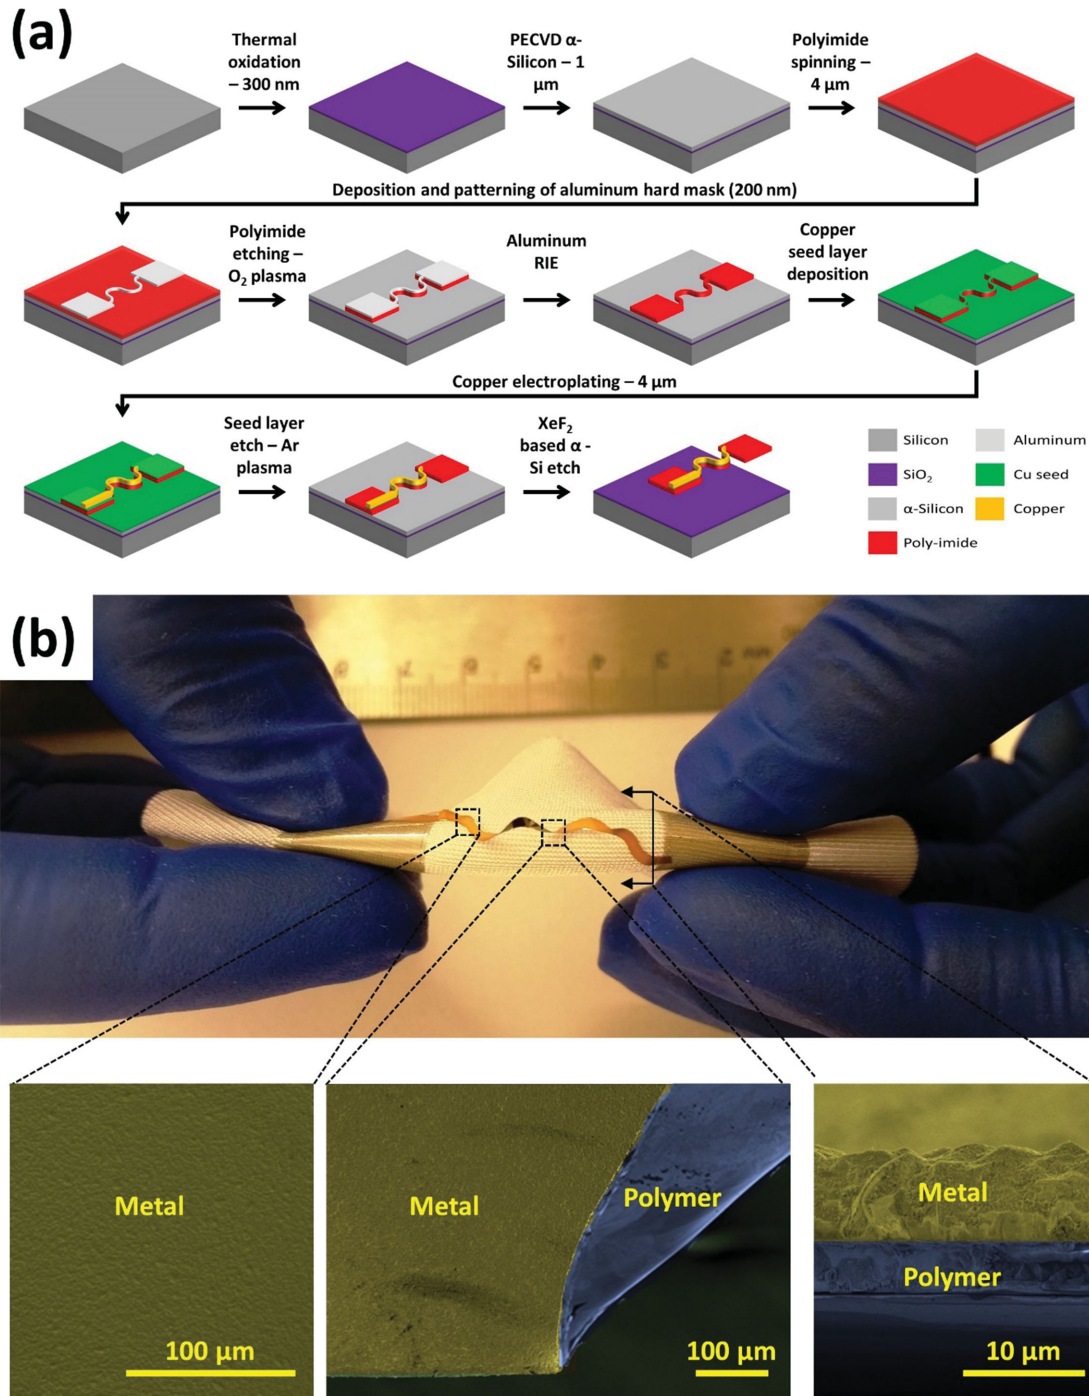 (a)
Thermal
oxidation
– 300 nm
PECVD α-
Silicon – 1
µm
Polyimide
spinning –
4 µm
Deposition and patterning of aluminum hard mask (200 nm)
Polyimide
etching –
O₂ plasma
Aluminum
RIE
Copper
seed layer
deposition
Copper electroplating – 4 µm
Seed layer
etch – Ar
plasma
XeF₂
based α -
Si etch
Silicon
Aluminum
SiO₂
Cu seed
α-Silicon
Copper
Poly-imide
(b)
Metal
100 µm
Metal
Polymer
100 µm
Metal
Polymer
10 µm